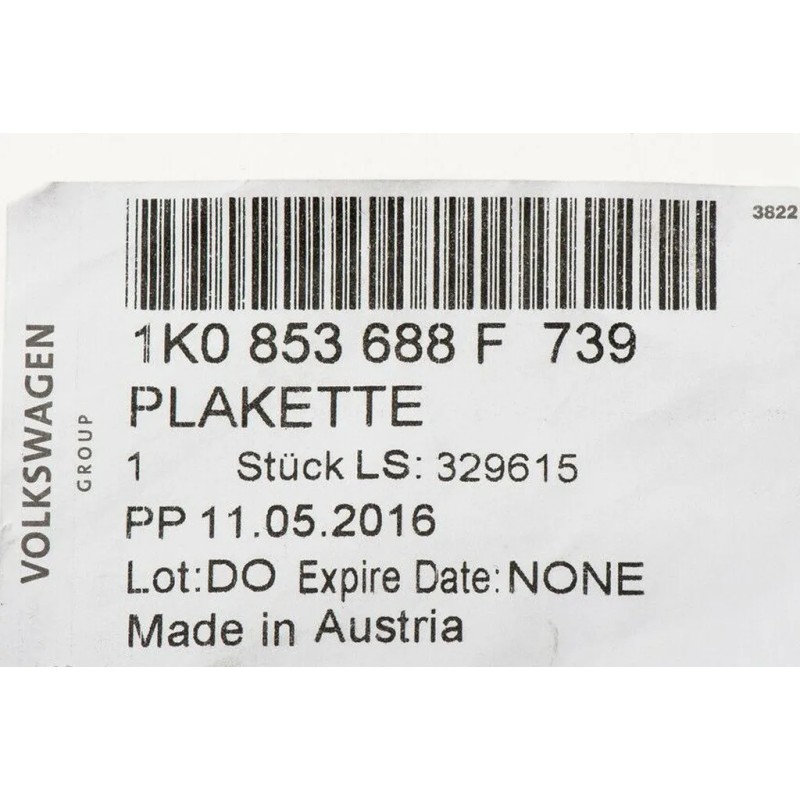 3822
1K0 853 688 F 739
PLAKETTE
1 Stück LS: 329615
PP 11.05.2016
Lot:DO Expire Date:NONE
Made in Austria
VOLKSWAGEN
GROUP